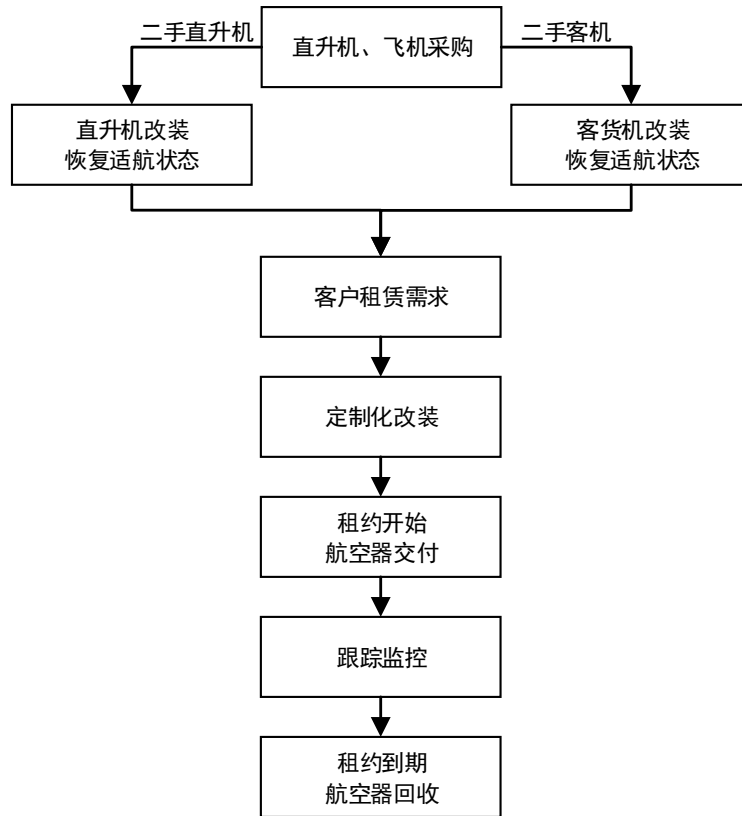 二手直升机
直升机、飞机采购
二手客机
直升机改装
恢复适航状态
客货机改装
恢复适航状态
客户租赁需求
定制化改装
租约开始
航空器交付
跟踪监控
租约到期
航空器回收